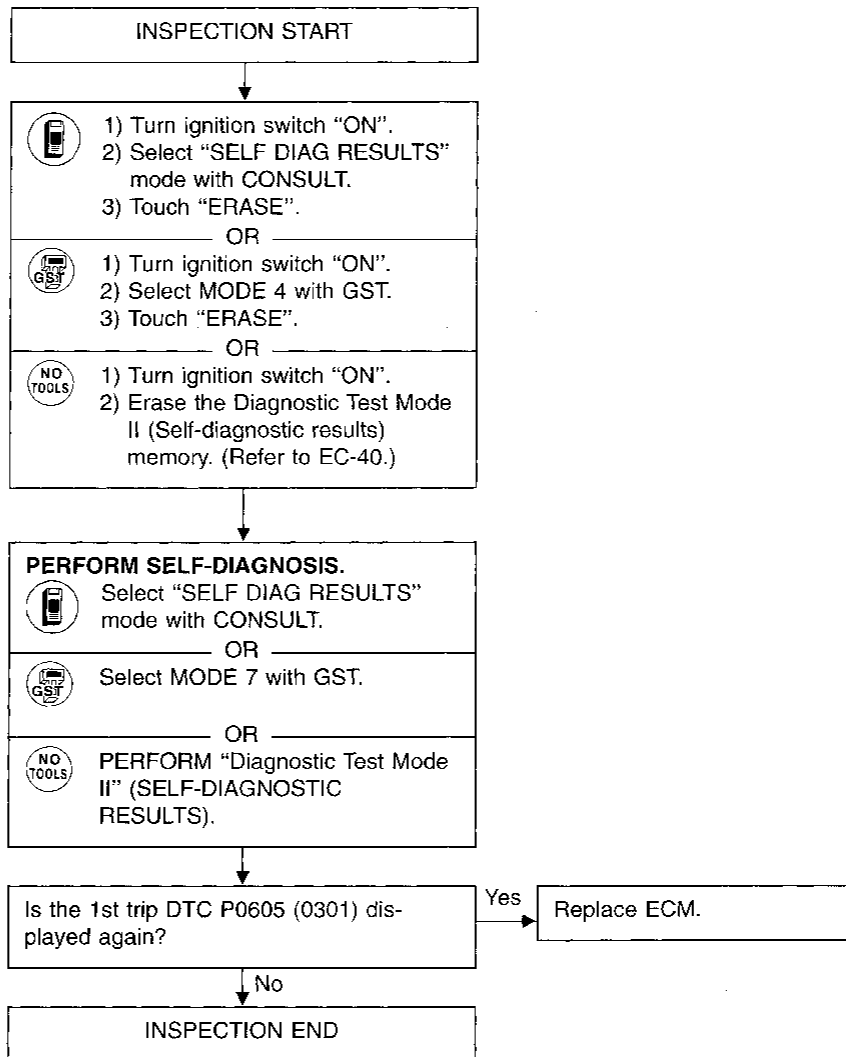 INSPECTION START
1) Turn ignition switch “ON”.
2) Select “SELF DIAG RESULTS”
mode with CONSULT.
3) Touch “ERASE”.
OR
GST
1) Turn ignition switch “ON”.
2) Select MODE 4 with GST.
3) Touch “ERASE”.
OR
NO
TOOLS
1) Turn ignition switch “ON”.
2) Erase the Diagnostic Test Mode
II (Self-diagnostic results)
memory. (Refer to EC-40.)
PERFORM SELF-DIAGNOSIS.
Select “SELF DIAG RESULTS”
mode with CONSULT.
OR
GST
Select MODE 7 with GST.
OR
NO
TOOLS
PERFORM “Diagnostic Test Mode
II” (SELF-DIAGNOSTIC
RESULTS).
Is the 1st trip DTC P0605 (0301) dis-
played again?
Yes
Replace ECM.
No
INSPECTION END